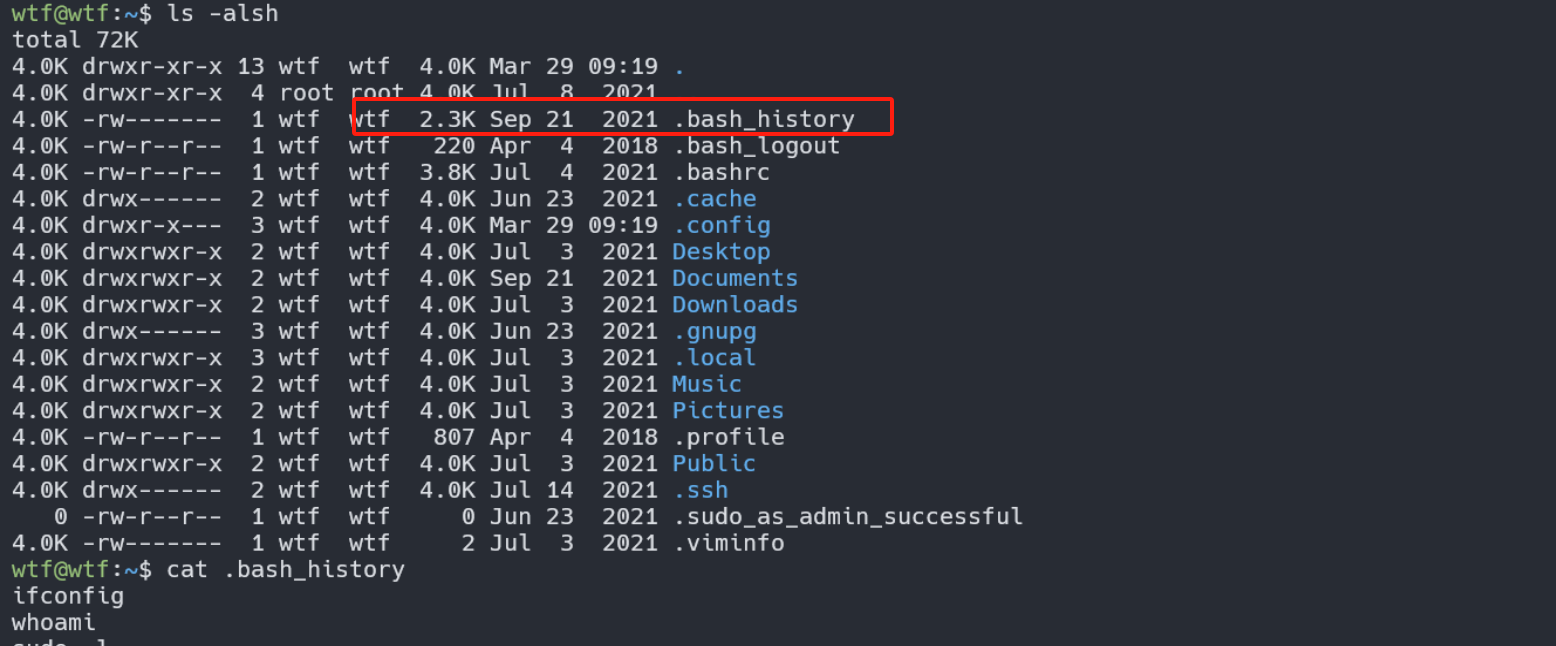 wtf@wtf:~$ ls -alsh
total 72K
4.0K drwxr-xr-x 13 wtf  wtf  4.0K Mar 29 09:19 .
4.0K drwxr-xr-x  4 root root 4.0K Jul  8  2021
4.0K -rw-------  1 wtf  wtf  2.3K Sep 21  2021 .bash_history
4.0K -rw-r--r--  1 wtf  wtf   220 Apr  4  2018 .bash_logout
4.0K -rw-r--r--  1 wtf  wtf  3.8K Jul  4  2021 .bashrc
4.0K drwx------  2 wtf  wtf  4.0K Jun 23  2021 .cache
4.0K drwxr-x---  3 wtf  wtf  4.0K Mar 29 09:19 .config
4.0K drwxrwxr-x  2 wtf  wtf  4.0K Jul  3  2021 Desktop
4.0K drwxrwxr-x  2 wtf  wtf  4.0K Sep 21  2021 Documents
4.0K drwxrwxr-x  2 wtf  wtf  4.0K Jul  3  2021 Downloads
4.0K drwx------  3 wtf  wtf  4.0K Jun 23  2021 .gnupg
4.0K drwxrwxr-x  3 wtf  wtf  4.0K Jul  3  2021 .local
4.0K drwxrwxr-x  2 wtf  wtf  4.0K Jul  3  2021 Music
4.0K drwxrwxr-x  2 wtf  wtf  4.0K Jul  3  2021 Pictures
4.0K -rw-r--r--  1 wtf  wtf   807 Apr  4  2018 .profile
4.0K drwxrwxr-x  2 wtf  wtf  4.0K Jul  3  2021 Public
4.0K drwx------  2 wtf  wtf  4.0K Jul 14  2021 .ssh
   0 -rw-r--r--  1 wtf  wtf     0 Jun 23  2021 .sudo_as_admin_successful
4.0K -rw-------  1 wtf  wtf     2 Jul  3  2021 .viminfo
wtf@wtf:~$ cat .bash_history
ifconfig
whoami